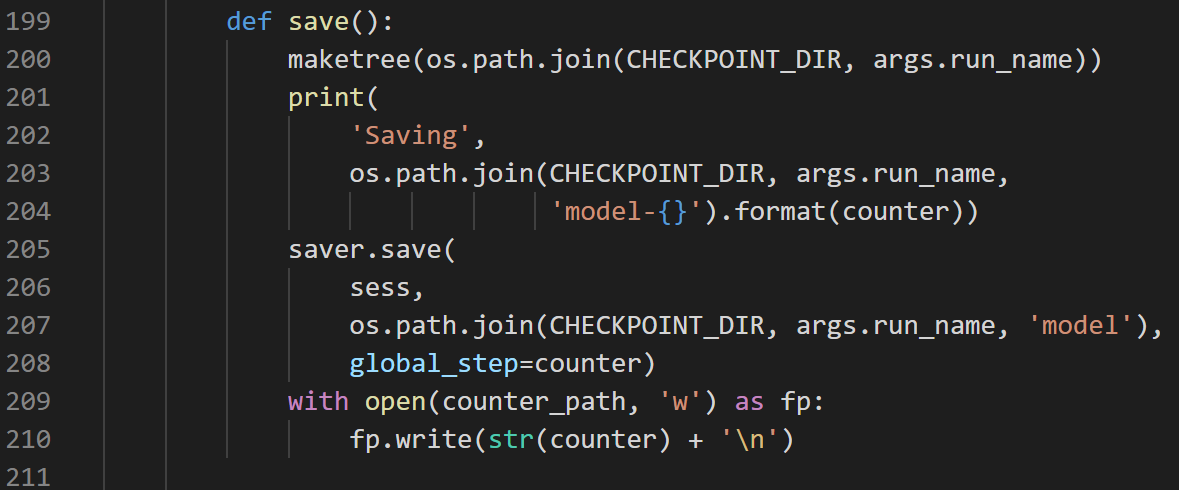 199 def save():
200 maketree(os.path.join(CHECKPOINT_DIR, args.run_name))
201 print(
202 'Saving',
203 os.path.join(CHECKPOINT_DIR, args.run_name,
204 'model-{}').format(counter))
205 saver.save(
206 sess,
207 os.path.join(CHECKPOINT_DIR, args.run_name, 'model'),
208 global_step=counter)
209 with open(counter_path, 'w') as fp:
210 fp.write(str(counter) + '\n')
211